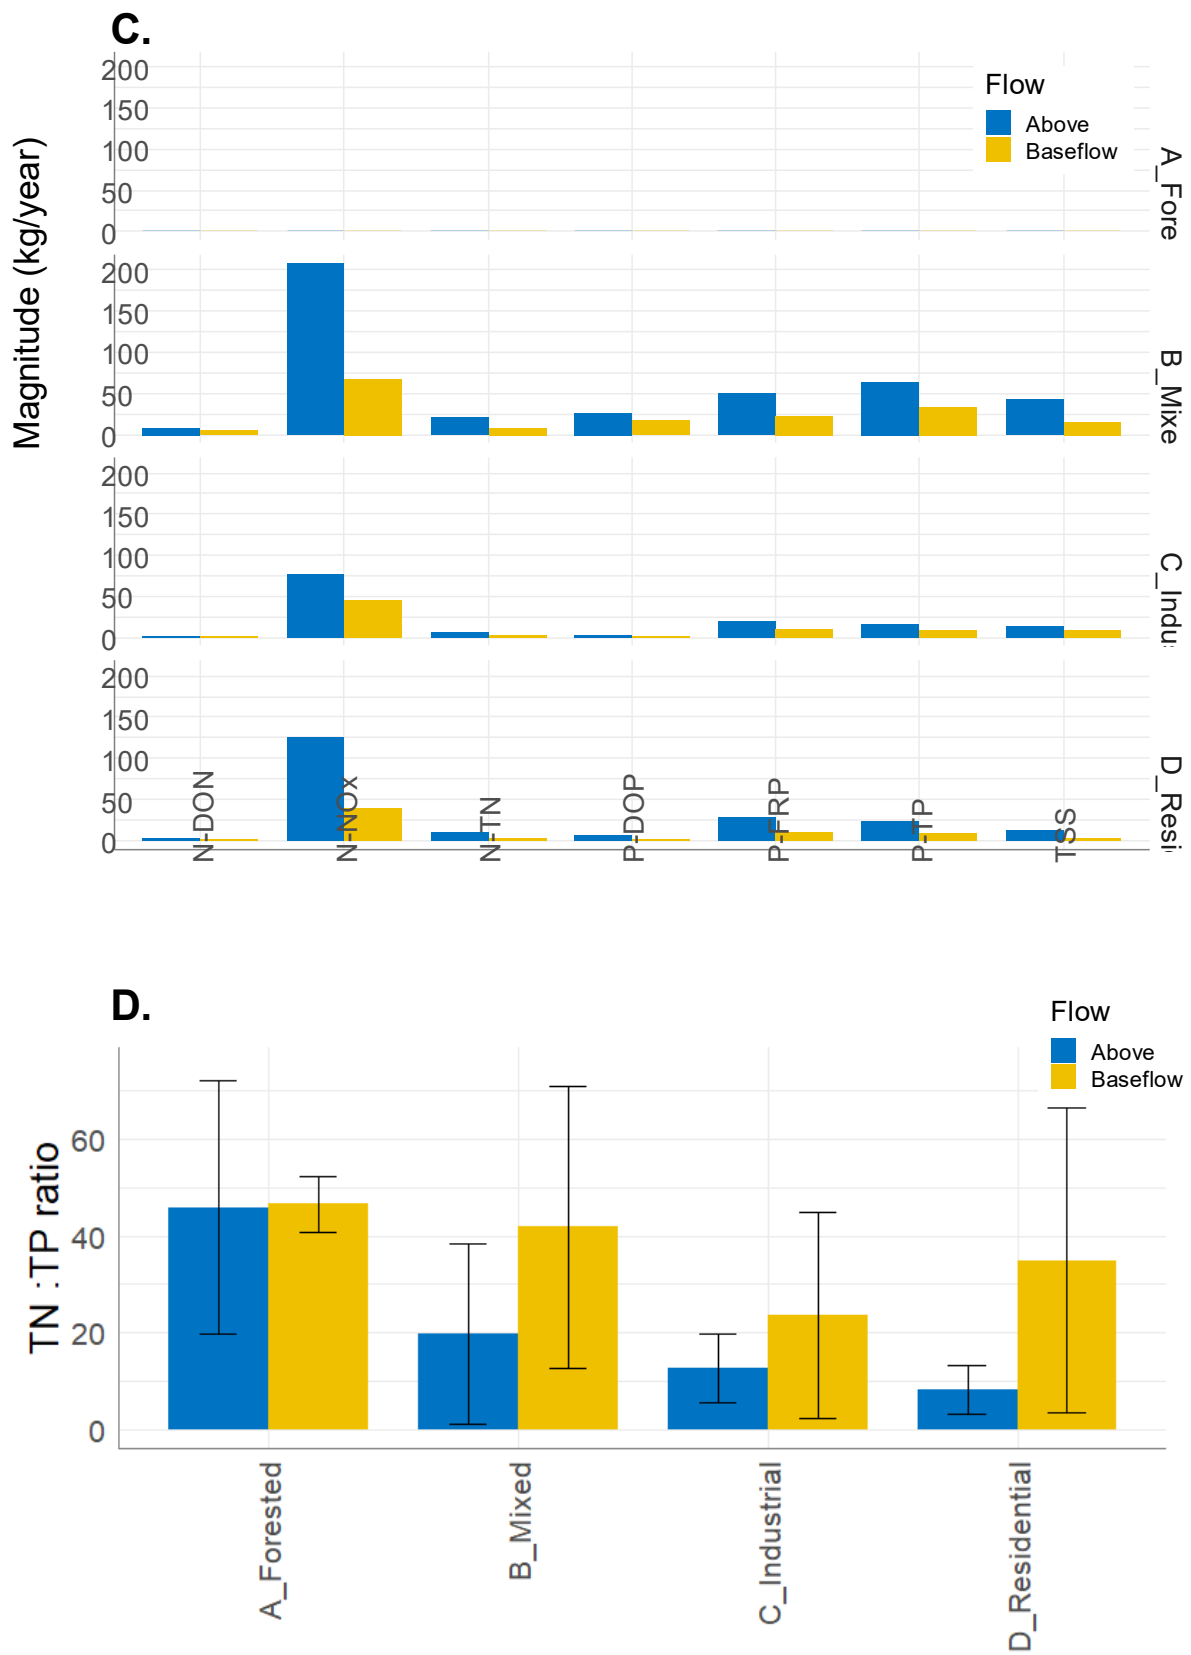 C.
Magnitude (kg/year)
Flow
Above
Baseflow
200
150
100
50
0
A_Fore
200
150
100
50
0
B_Mixe
200
150
100
50
0
C_Indus
200
150
100
50
0
D_Resi
N-DON
N-NOx
N-TN
P-DOP
P-FRP
P-TP
TSS
D.
Flow
Above
Baseflow
TN :TP ratio
60
40
20
0
A_Forested
B_Mixed
C_Industrial
D_Residential